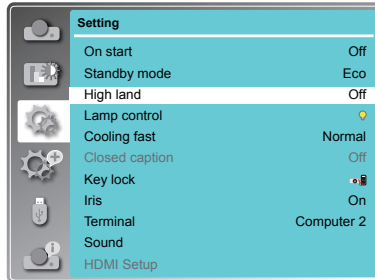 Setting
On start Off
Standby mode Eco
High land Off
Lamp control
Cooling fast Normal
Closed caption Off
Key lock
Iris On
Terminal Computer 2
Sound
HDMI Setup